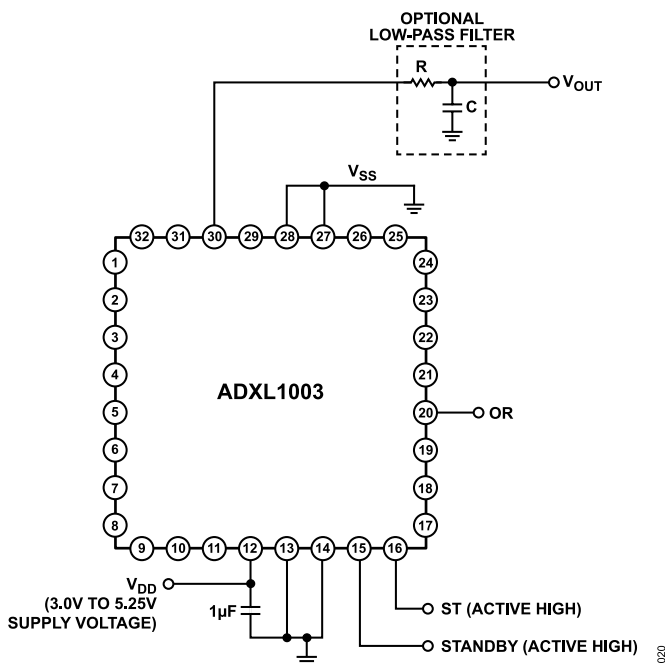 OPTIONAL
LOW-PASS FILTER
R
C
VOUT
VSS
32 31 30 29 28 27 26 25
1
2
3
4
5
6
7
8
24
23
22
21
20
19
18
17
ADXL1003
OR
9 10 11 12 13 14 15 16
VDD
(3.0V TO 5.25V
SUPPLY VOLTAGE)
1µF
ST (ACTIVE HIGH)
STANDBY (ACTIVE HIGH)
020